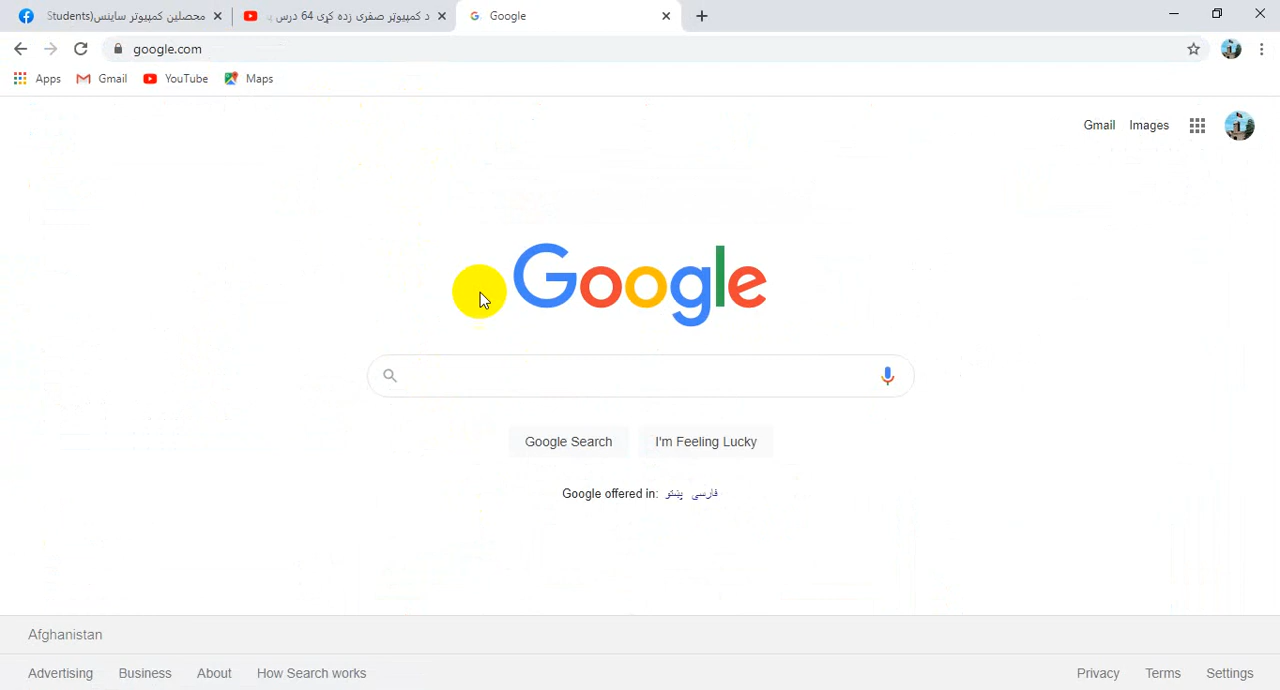 محصلین کمپیوتر ساینس(Students
د کمپیوټر صفری زده کړی 64 درس
Google
google.com
Apps Gmail YouTube Maps
Gmail Images
Google
Google Search I'm Feeling Lucky
Google offered in: فارسی پښتو
Afghanistan
Advertising Business About How Search works Privacy Terms Settings